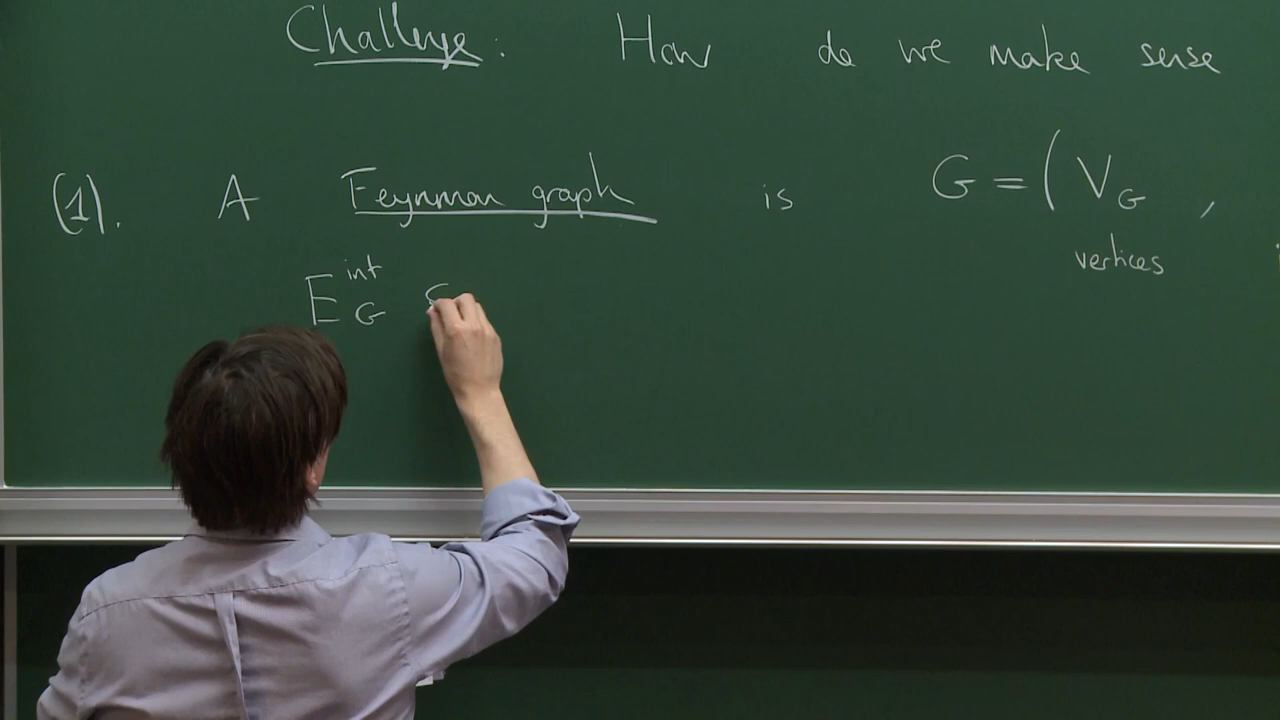 Challenge: How do we make sense
(1). A Feynman graph is G = ( V_G ,
vertices
E_G^int